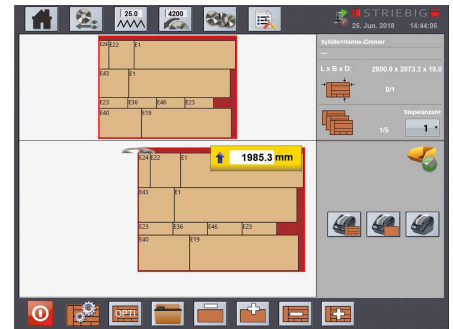 25.0
4200
STRIEBIG
25. Jun. 2018 14:44:05
Sybille+Hanne-Zimmer
---
L x B x D: 2800.0 x 2073.2 x 19.0
0/1
Stapelanzahl:
1/5
1
E24 E22 E1
E43 E1
E23 E36 E46 E23
E40 E19
1985.3 mm
E24 E22 E1
E43 E1
E23 E36 E46 E23
E40 E19
OPTI